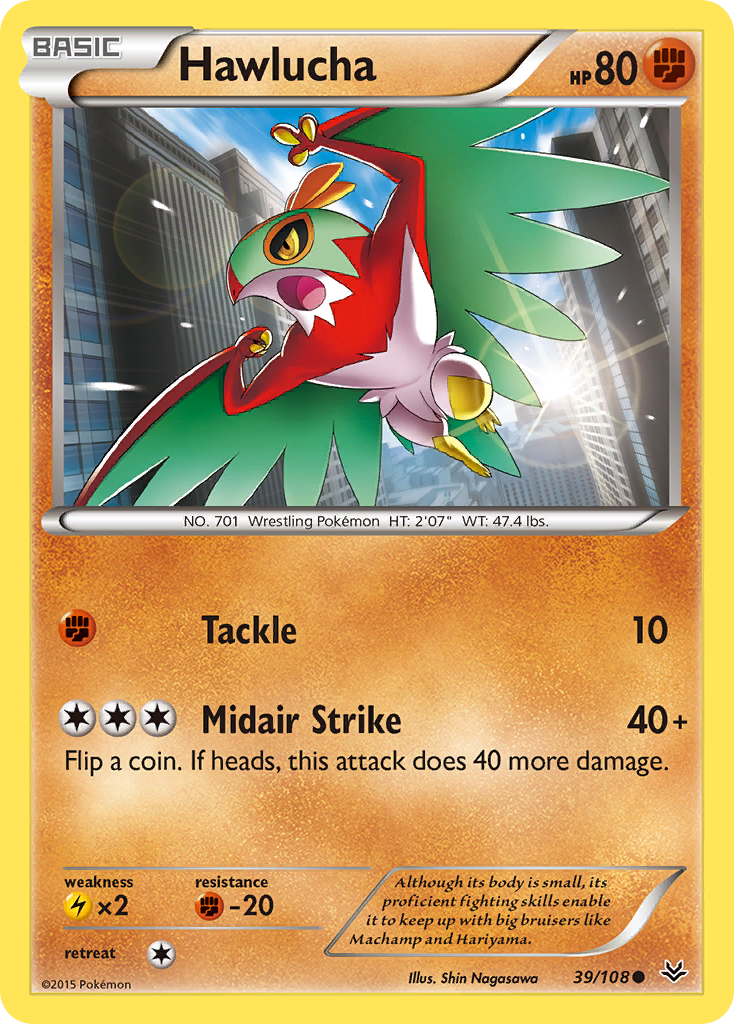 BASIC
Hawlucha
HP80
NO. 701 Wrestling Pokémon HT: 2'07" WT: 47.4 lbs.
Tackle 10
Midair Strike 40+
Flip a coin. If heads, this attack does 40 more damage.
weakness resistance
×2 -20
retreat
Although its body is small, its
proficient fighting skills enable
it to keep up with big bruisers like
Machamp and Hariyama.
©2015 Pokémon
Illus. Shin Nagasawa 39/108